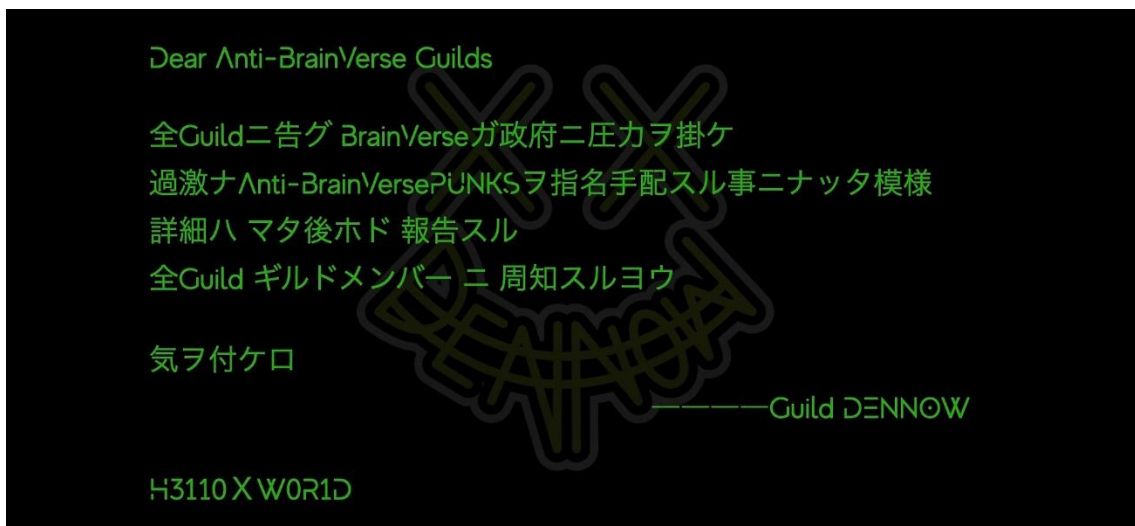 Dear Anti-BrainVerse Guilds
全Guildニ告グ BrainVerseガ政府ニ圧力ヲ掛ケ
過激ナAnti-BrainVersePUNKSヲ指名手配スル事ニナッタ模様
詳細ハ マタ後ホド 報告スル
全Guild ギルドメンバー ニ 周知スルヨウ
気ヲ付ケロ
————Guild DENNOW
H3110 X W0R1D
DENNOW